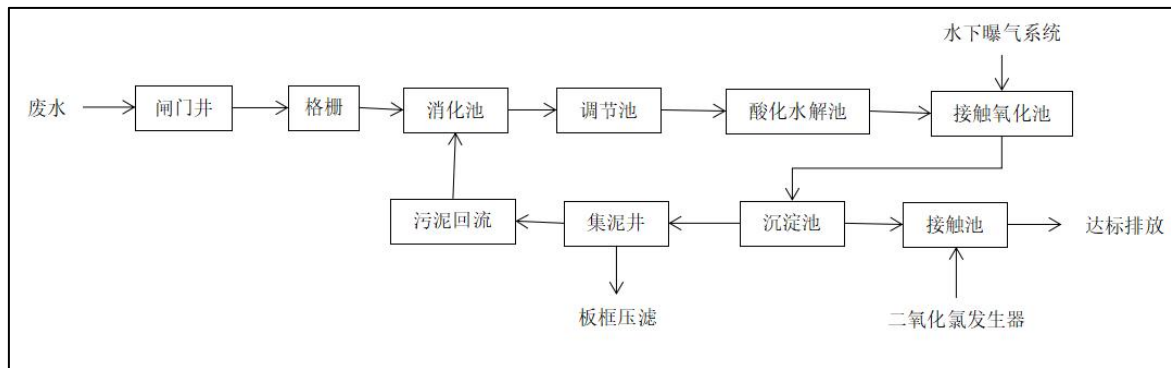 水下曝气系统
废水
闸门井
格栅
消化池
调节池
酸化水解池
接触氧化池
污泥回流
集泥井
沉淀池
接触池
达标排放
板框压滤
二氧化氯发生器